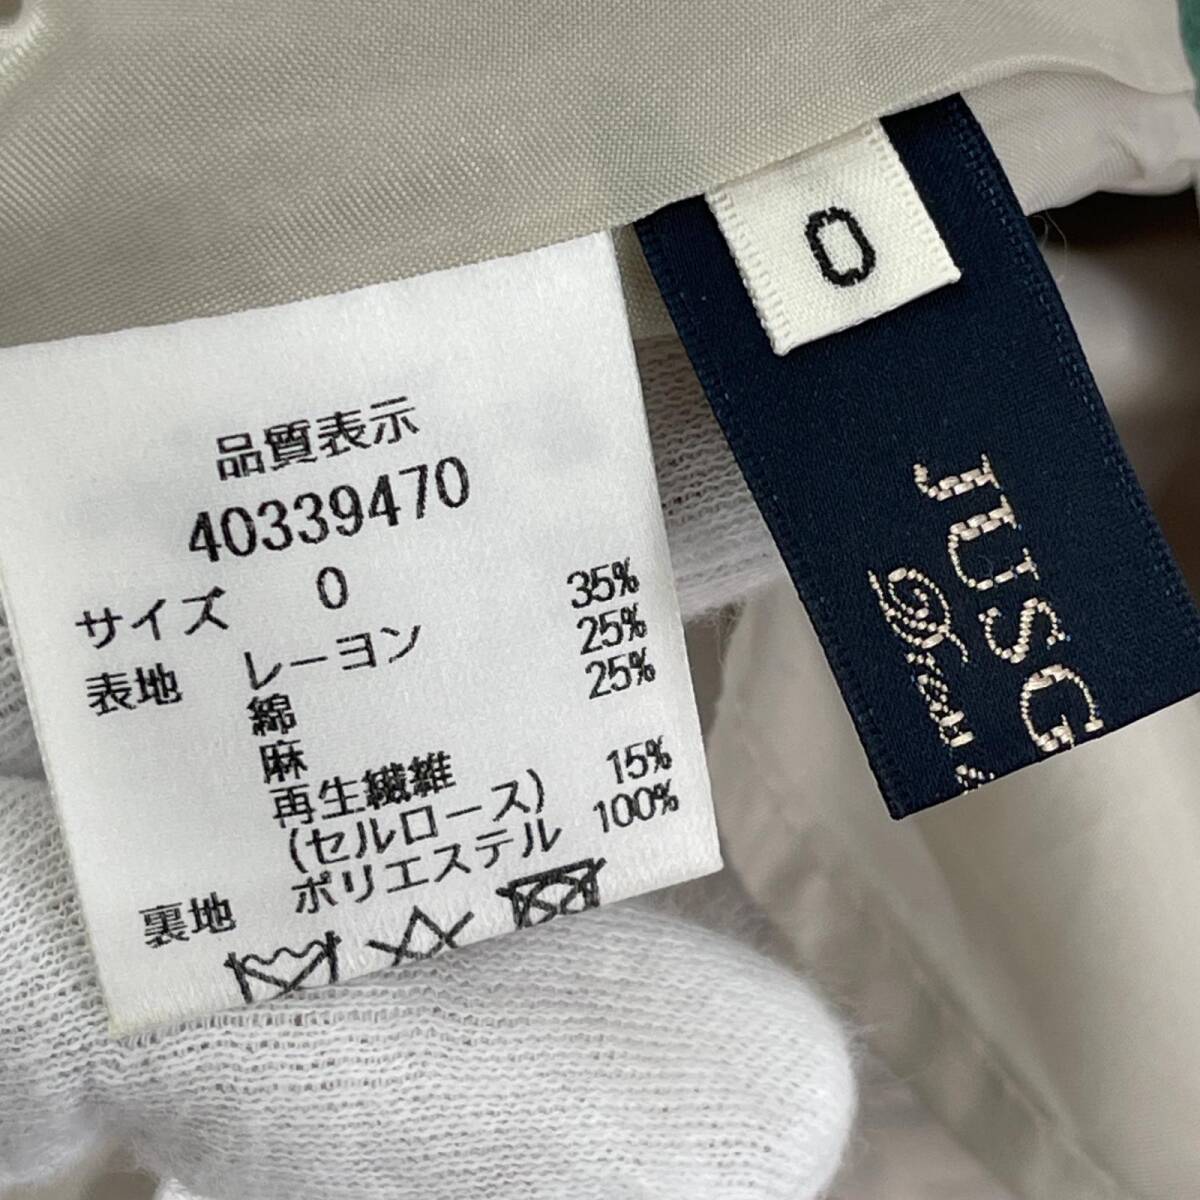 品質表示
40339470
サイズ 0
表地 レーヨン 35%
綿 25%
麻 25%
再生繊維
(セルロース) 15%
裏地 ポリエステル 100%
0
JUSG